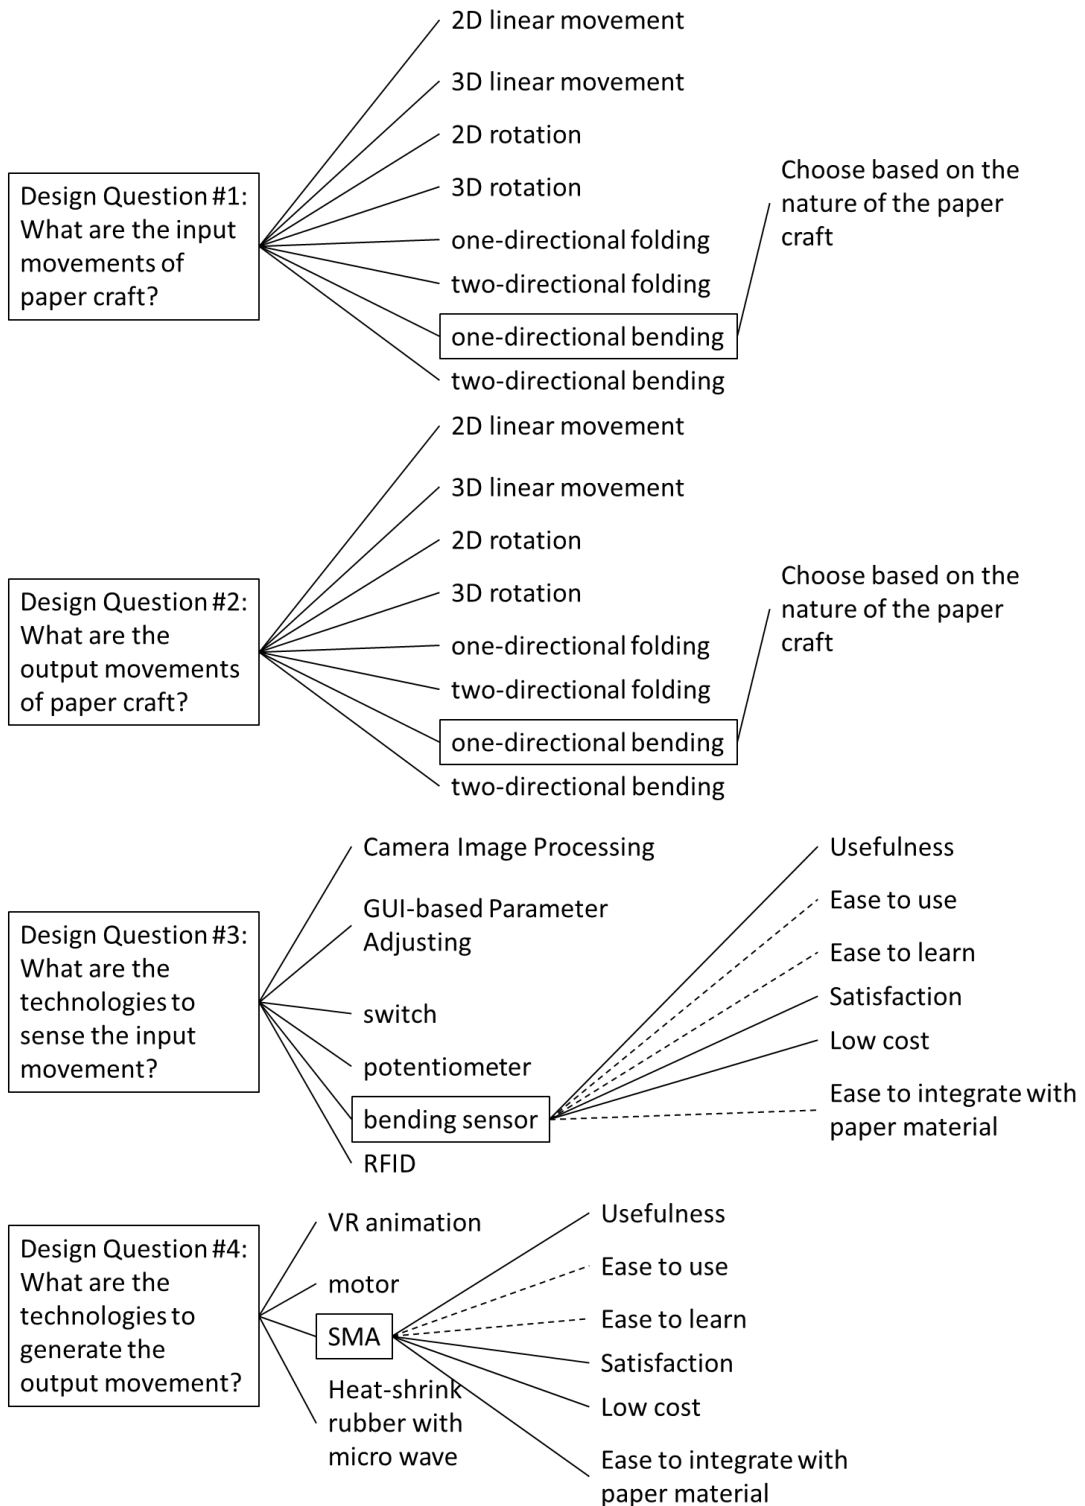 Design Question #1:
What are the input
movements of
paper craft?
2D linear movement
3D linear movement
2D rotation
3D rotation
one-directional folding
two-directional folding
one-directional bending
two-directional bending
Choose based on the
nature of the paper
craft
Design Question #2:
What are the
output movements
of paper craft?
2D linear movement
3D linear movement
2D rotation
3D rotation
one-directional folding
two-directional folding
one-directional bending
two-directional bending
Choose based on the
nature of the paper
craft
Design Question #3:
What are the
technologies to
sense the input
movement?
Camera Image Processing
GUI-based Parameter
Adjusting
switch
potentiometer
bending sensor
RFID
Usefulness
Ease to use
Ease to learn
Satisfaction
Low cost
Ease to integrate with
paper material
Design Question #4:
What are the
technologies to
generate the
output movement?
VR animation
motor
SMA
Heat-shrink
rubber with
micro wave
Usefulness
Ease to use
Ease to learn
Satisfaction
Low cost
Ease to integrate with
paper material